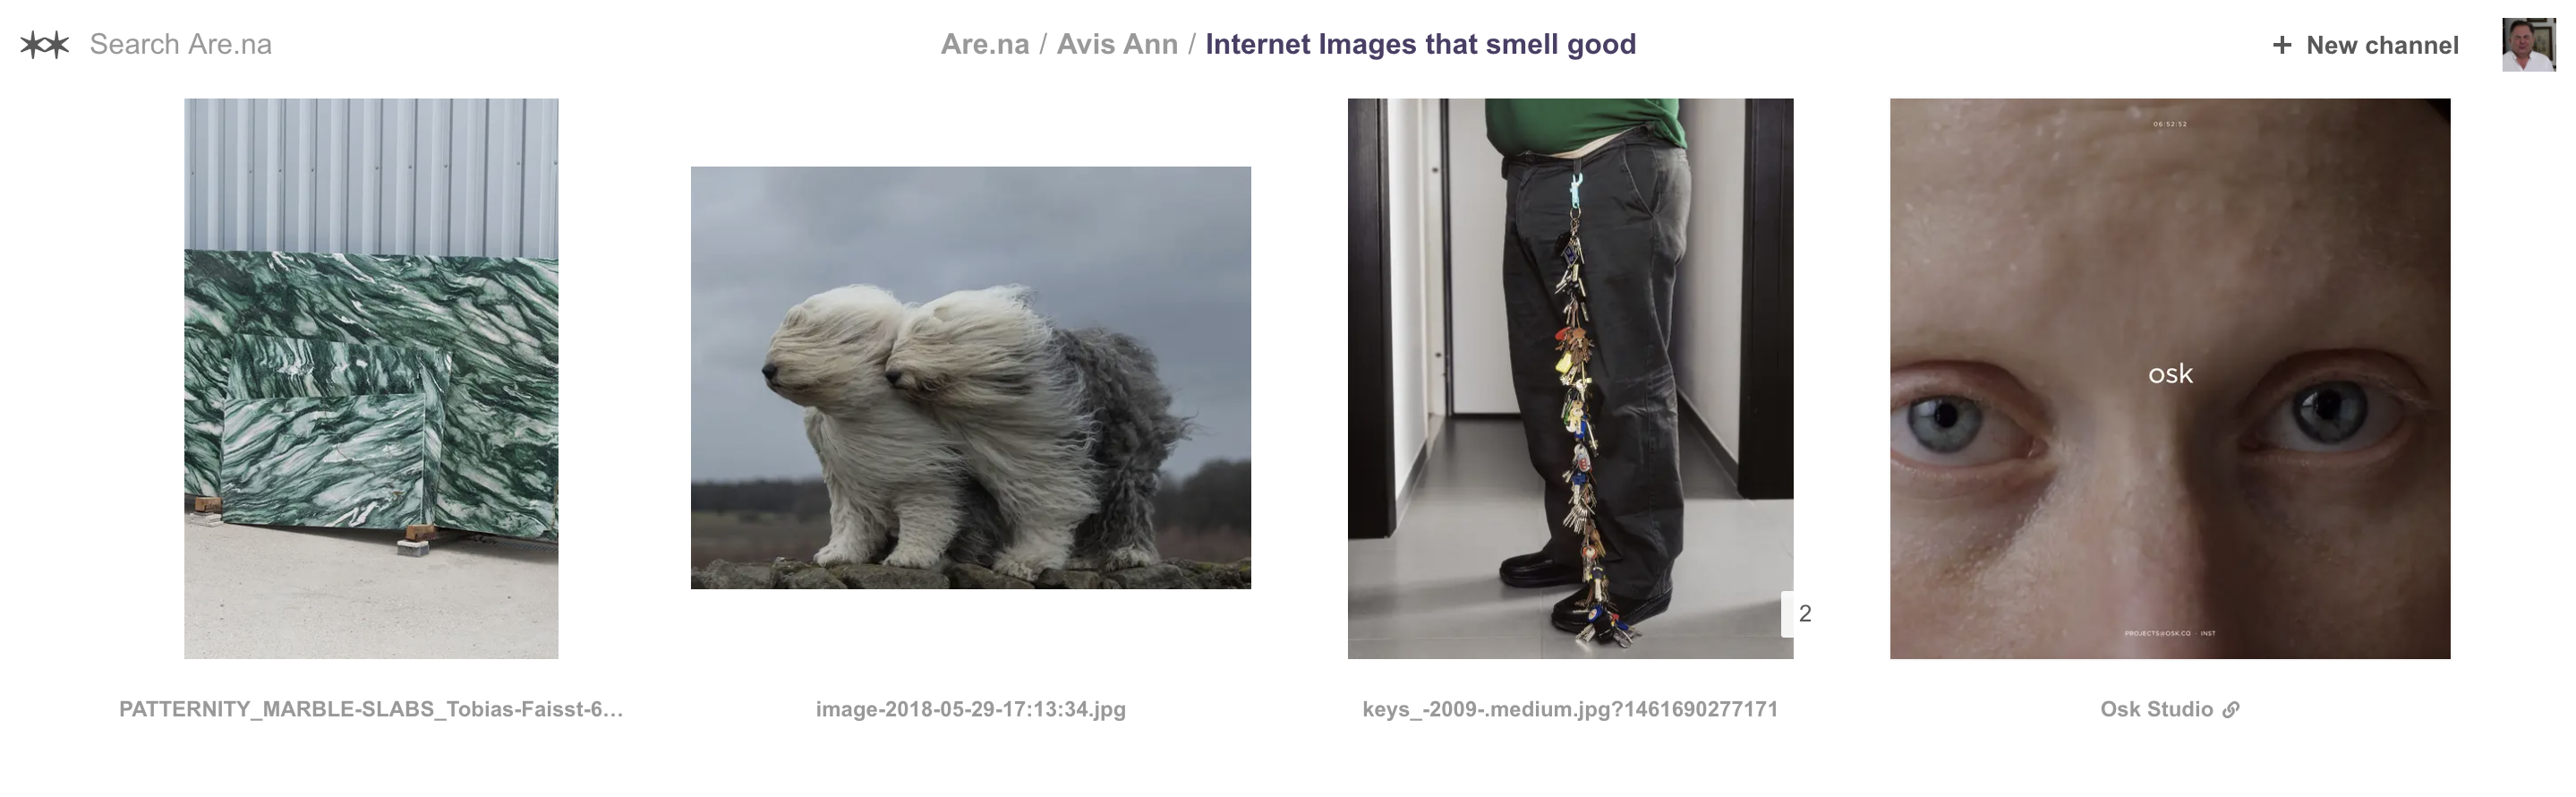 Search Are.na
Are.na / Avis Ann / Internet Images that smell good
+ New channel
06:52:52
osk
2
PROJECTS@OSK.CO · INST
PATTERNITY_MARBLE-SLABS_Tobias-Faisst-6…
image-2018-05-29-17:13:34.jpg
keys_-2009-.medium.jpg?1461690277171
Osk Studio